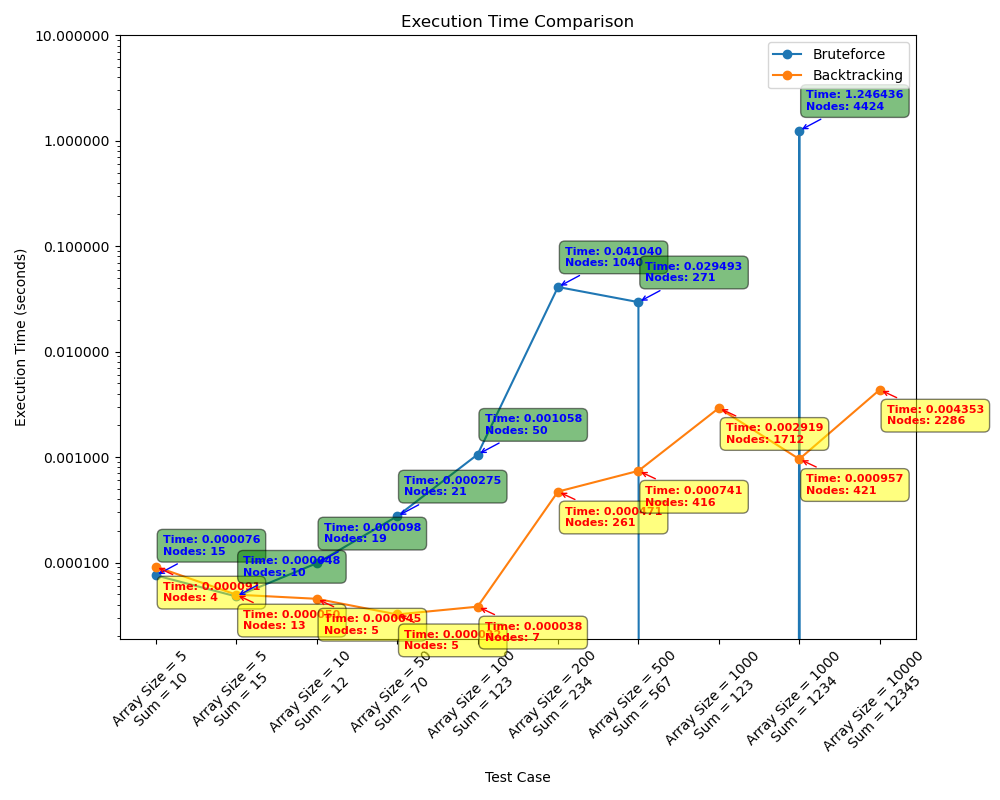 Execution Time Comparison
Bruteforce
Backtracking
Execution Time (seconds)
10.000000
1.000000
0.100000
0.010000
0.001000
0.000100
Time: 0.000076
Nodes: 15
Time: 0.000048
Nodes: 10
Time: 0.000098
Nodes: 19
Time: 0.000275
Nodes: 21
Time: 0.001058
Nodes: 50
Time: 0.041040
Nodes: 1040
Time: 0.029493
Nodes: 271
Time: 1.246436
Nodes: 4424
Time: 0.000091
Nodes: 4
Time: 0.000050
Nodes: 13
Time: 0.000045
Nodes: 5
Time:
Nodes: 5
Time: 0.000038
Nodes: 7
Time: 0.000471
Nodes: 261
Time: 0.000741
Nodes: 416
Time: 0.002919
Nodes: 1712
Time: 0.000957
Nodes: 421
Time: 0.004353
Nodes: 2286
Array Size = 5
Sum = 10
Array Size = 5
Sum = 15
Array Size = 10
Sum = 12
Array Size = 50
Sum = 70
Array Size = 100
Sum = 123
Array Size = 200
Sum = 234
Array Size = 500
Sum = 567
Array Size = 1000
Sum = 123
Array Size = 1000
Sum = 1234
Array Size = 10000
Sum = 12345
Test Case